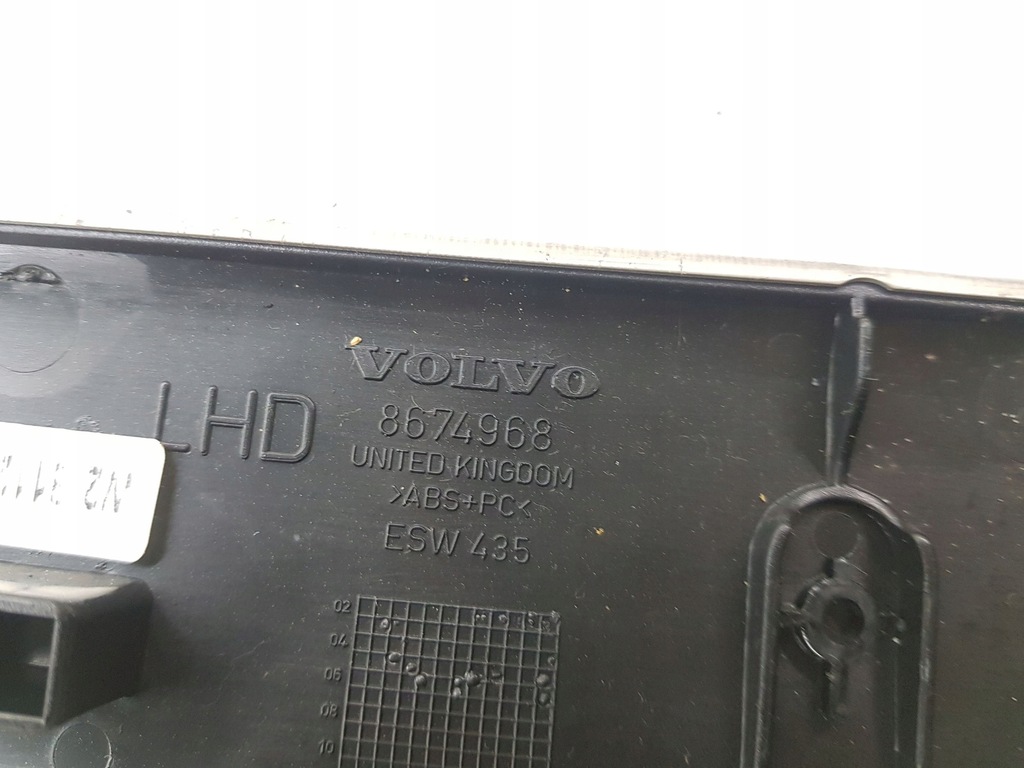 VOLVO
LHD
8674968
UNITED KINGDOM
>ABS+PC<
ESW 435
02
04
06
08
10